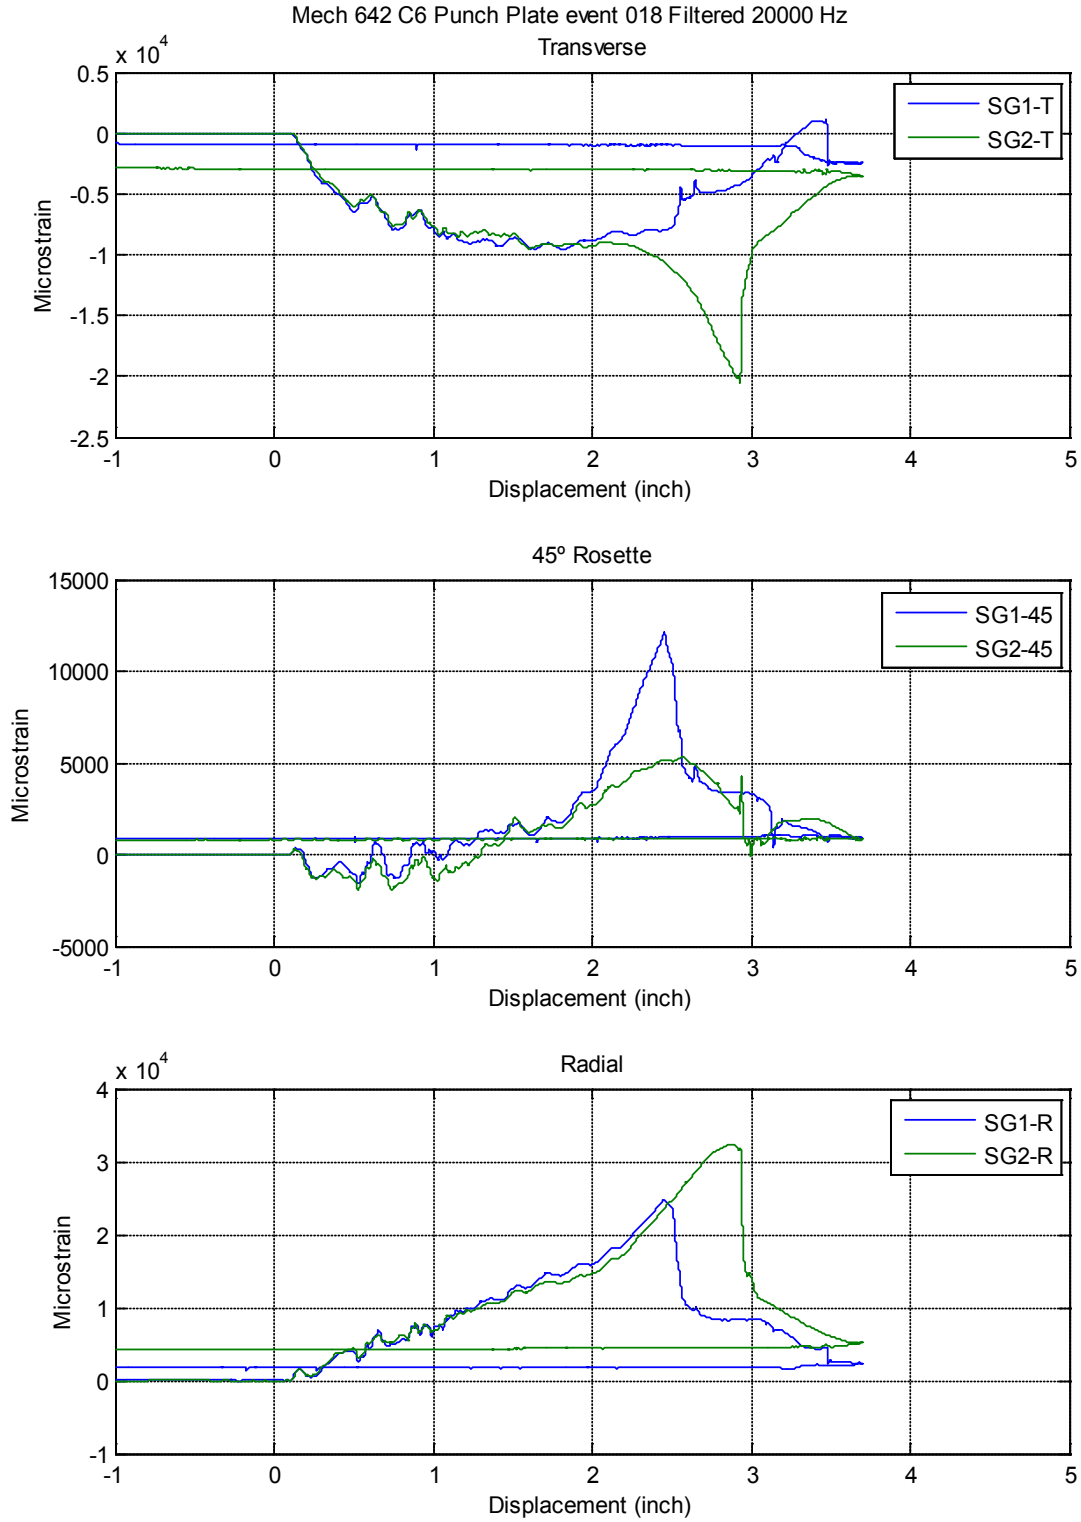 Mech 642 C6 Punch Plate event 018 Filtered 20000 Hz
Transverse
x 10^4
0.5
0
-0.5
-1
-1.5
-2
-2.5
Microstrain
SG1-T
SG2-T
-1 0 1 2 3 4 5
Displacement (inch)
45º Rosette
15000
10000
5000
0
-5000
Microstrain
SG1-45
SG2-45
-1 0 1 2 3 4 5
Displacement (inch)
Radial
x 10^4
4
3
2
1
0
-1
Microstrain
SG1-R
SG2-R
-1 0 1 2 3 4 5
Displacement (inch)